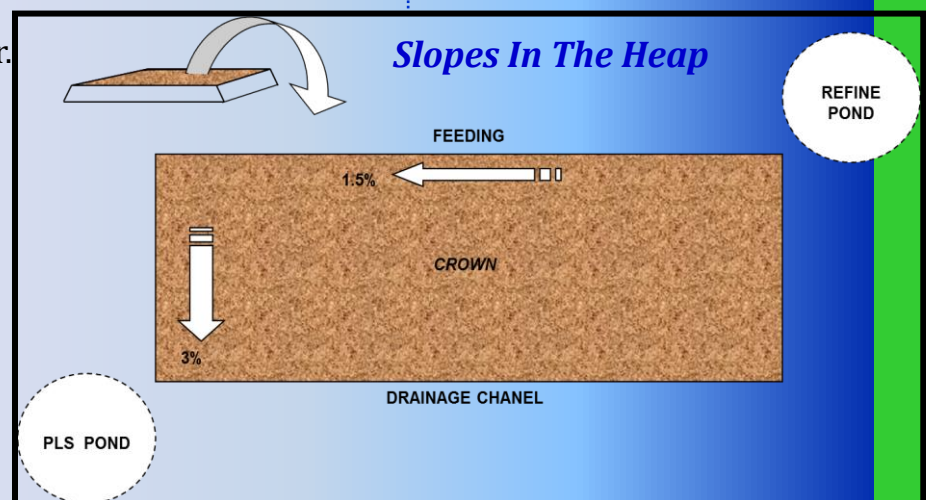 r.
Slopes In The Heap
REFINE
POND
FEEDING
1.5%
CROWN
3%
DRAINAGE CHANEL
PLS POND